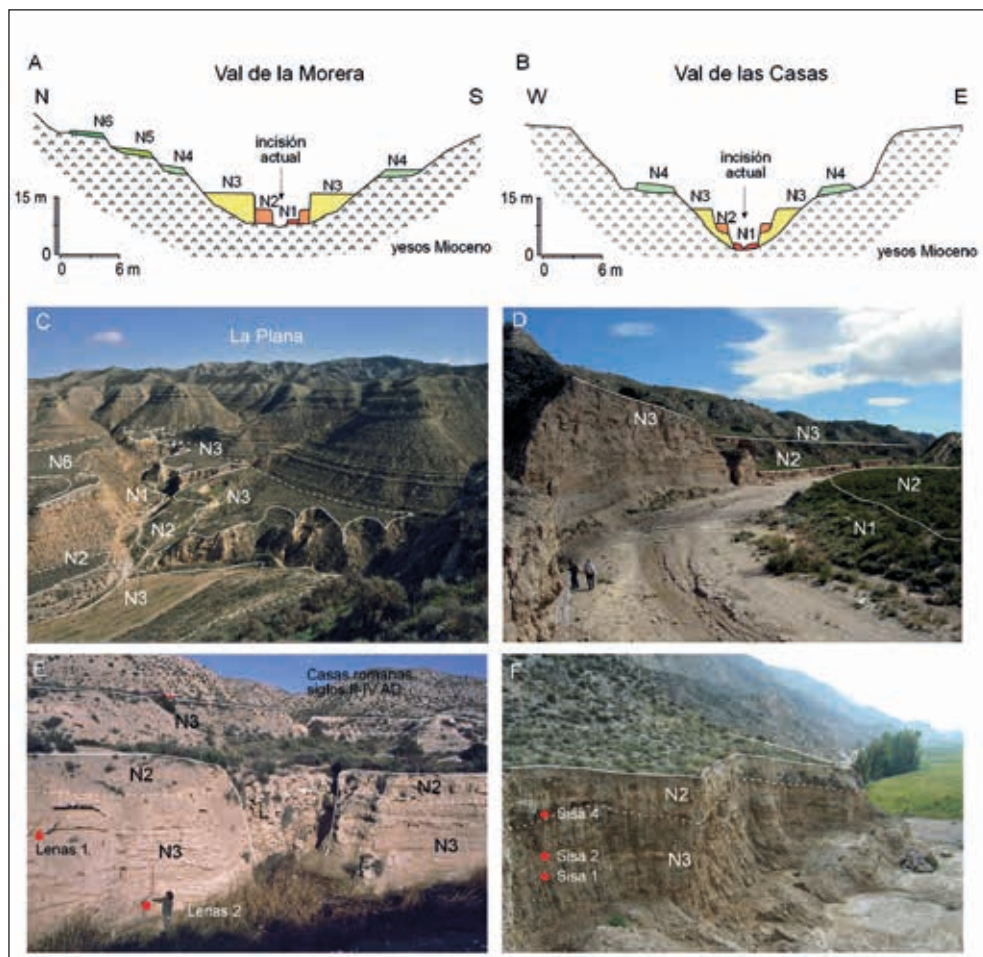 A
Val de la Morera
N
S
N6
N5
N4
incisión
actual
N4
N3
N2
N1
N3
15 m
0
0 6 m
yesos Mioceno
B
Val de las Casas
W
E
N4
incisión
actual
N4
N3
N2
N1
N3
15 m
0
0 6 m
yesos Mioceno
C
La Plana
N6
N3
N1
N3
N2
N2
N3
D
N3
N3
N2
N2
N1
E
Casas romanas
siglos II-IV AD
N3
N2
N2
Lenas 1
N3
N3
Lenas 2
F
N2
Sisa 4
N3
Sisa 2
Sisa 1